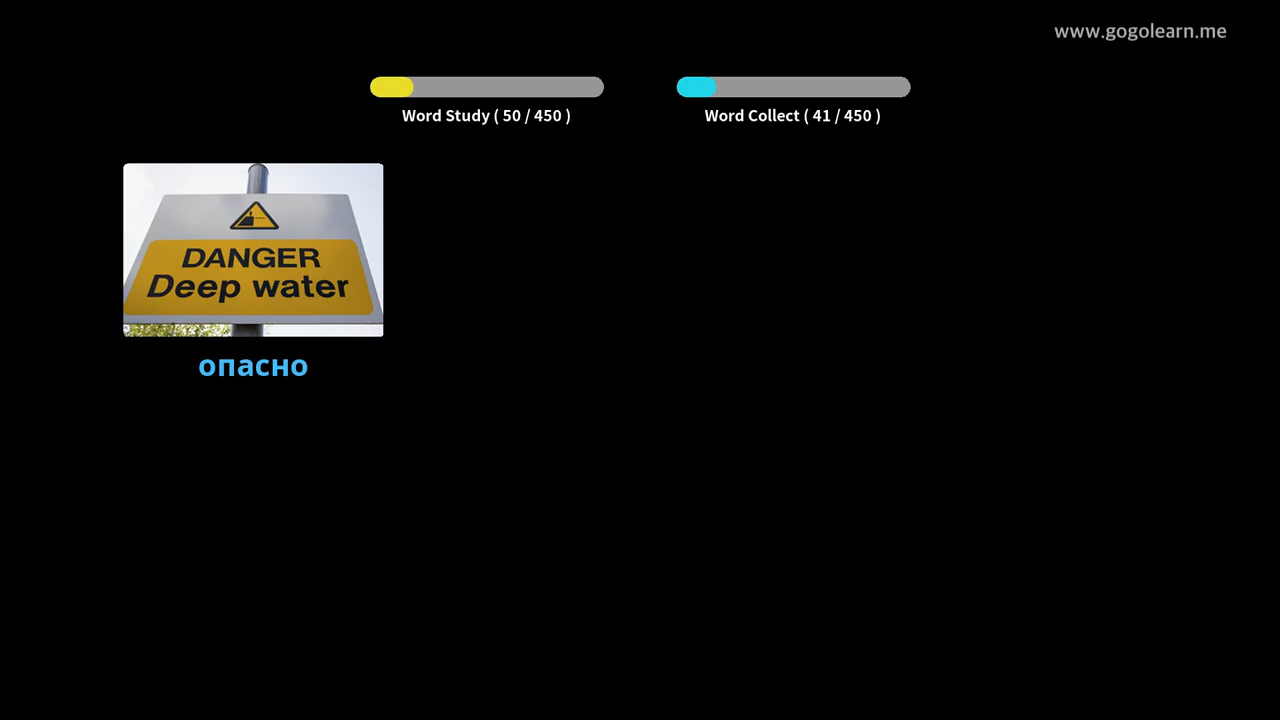 www.gogolearn.me
Word Study ( 50 / 450 )
Word Collect ( 41 / 450 )
DANGER
Deep water
опасно